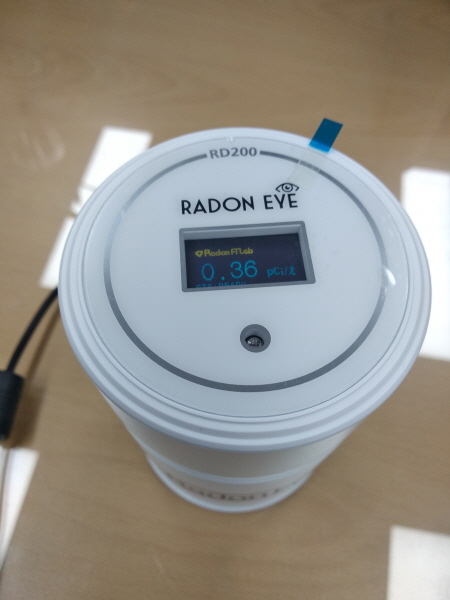 RD200
RADON EYE
Radon FTLab
0.36 pCi/ℓ